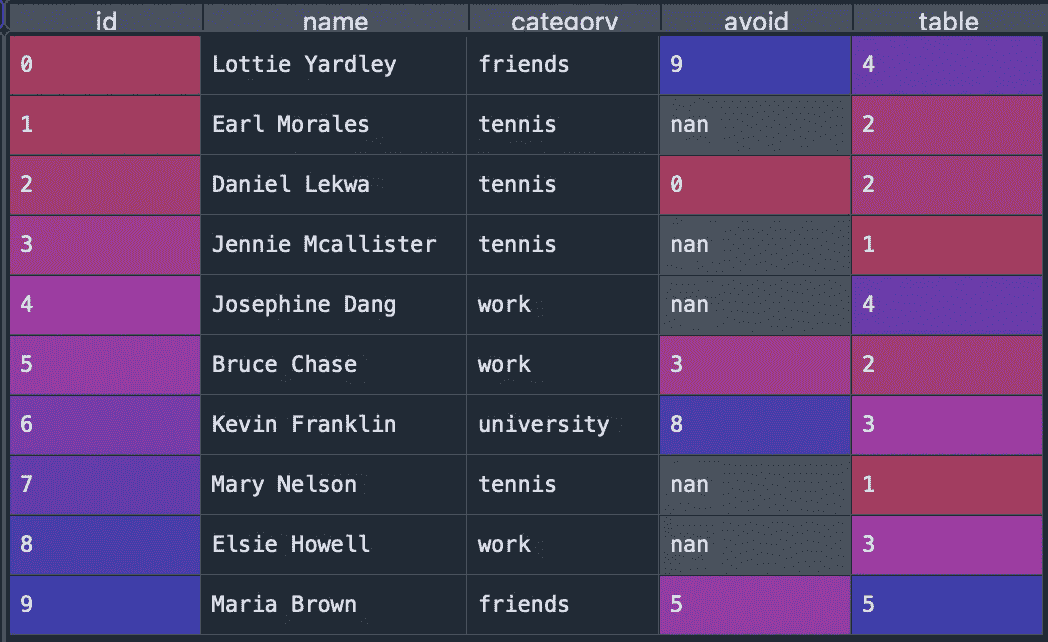 id name category avoid table
0 Lottie Yardley friends 9 4
1 Earl Morales tennis nan 2
2 Daniel Lekwa tennis 0 2
3 Jennie Mcallister tennis nan 1
4 Josephine Dang work nan 4
5 Bruce Chase work 3 2
6 Kevin Franklin university 8 3
7 Mary Nelson tennis nan 1
8 Elsie Howell work nan 3
9 Maria Brown friends 5 5